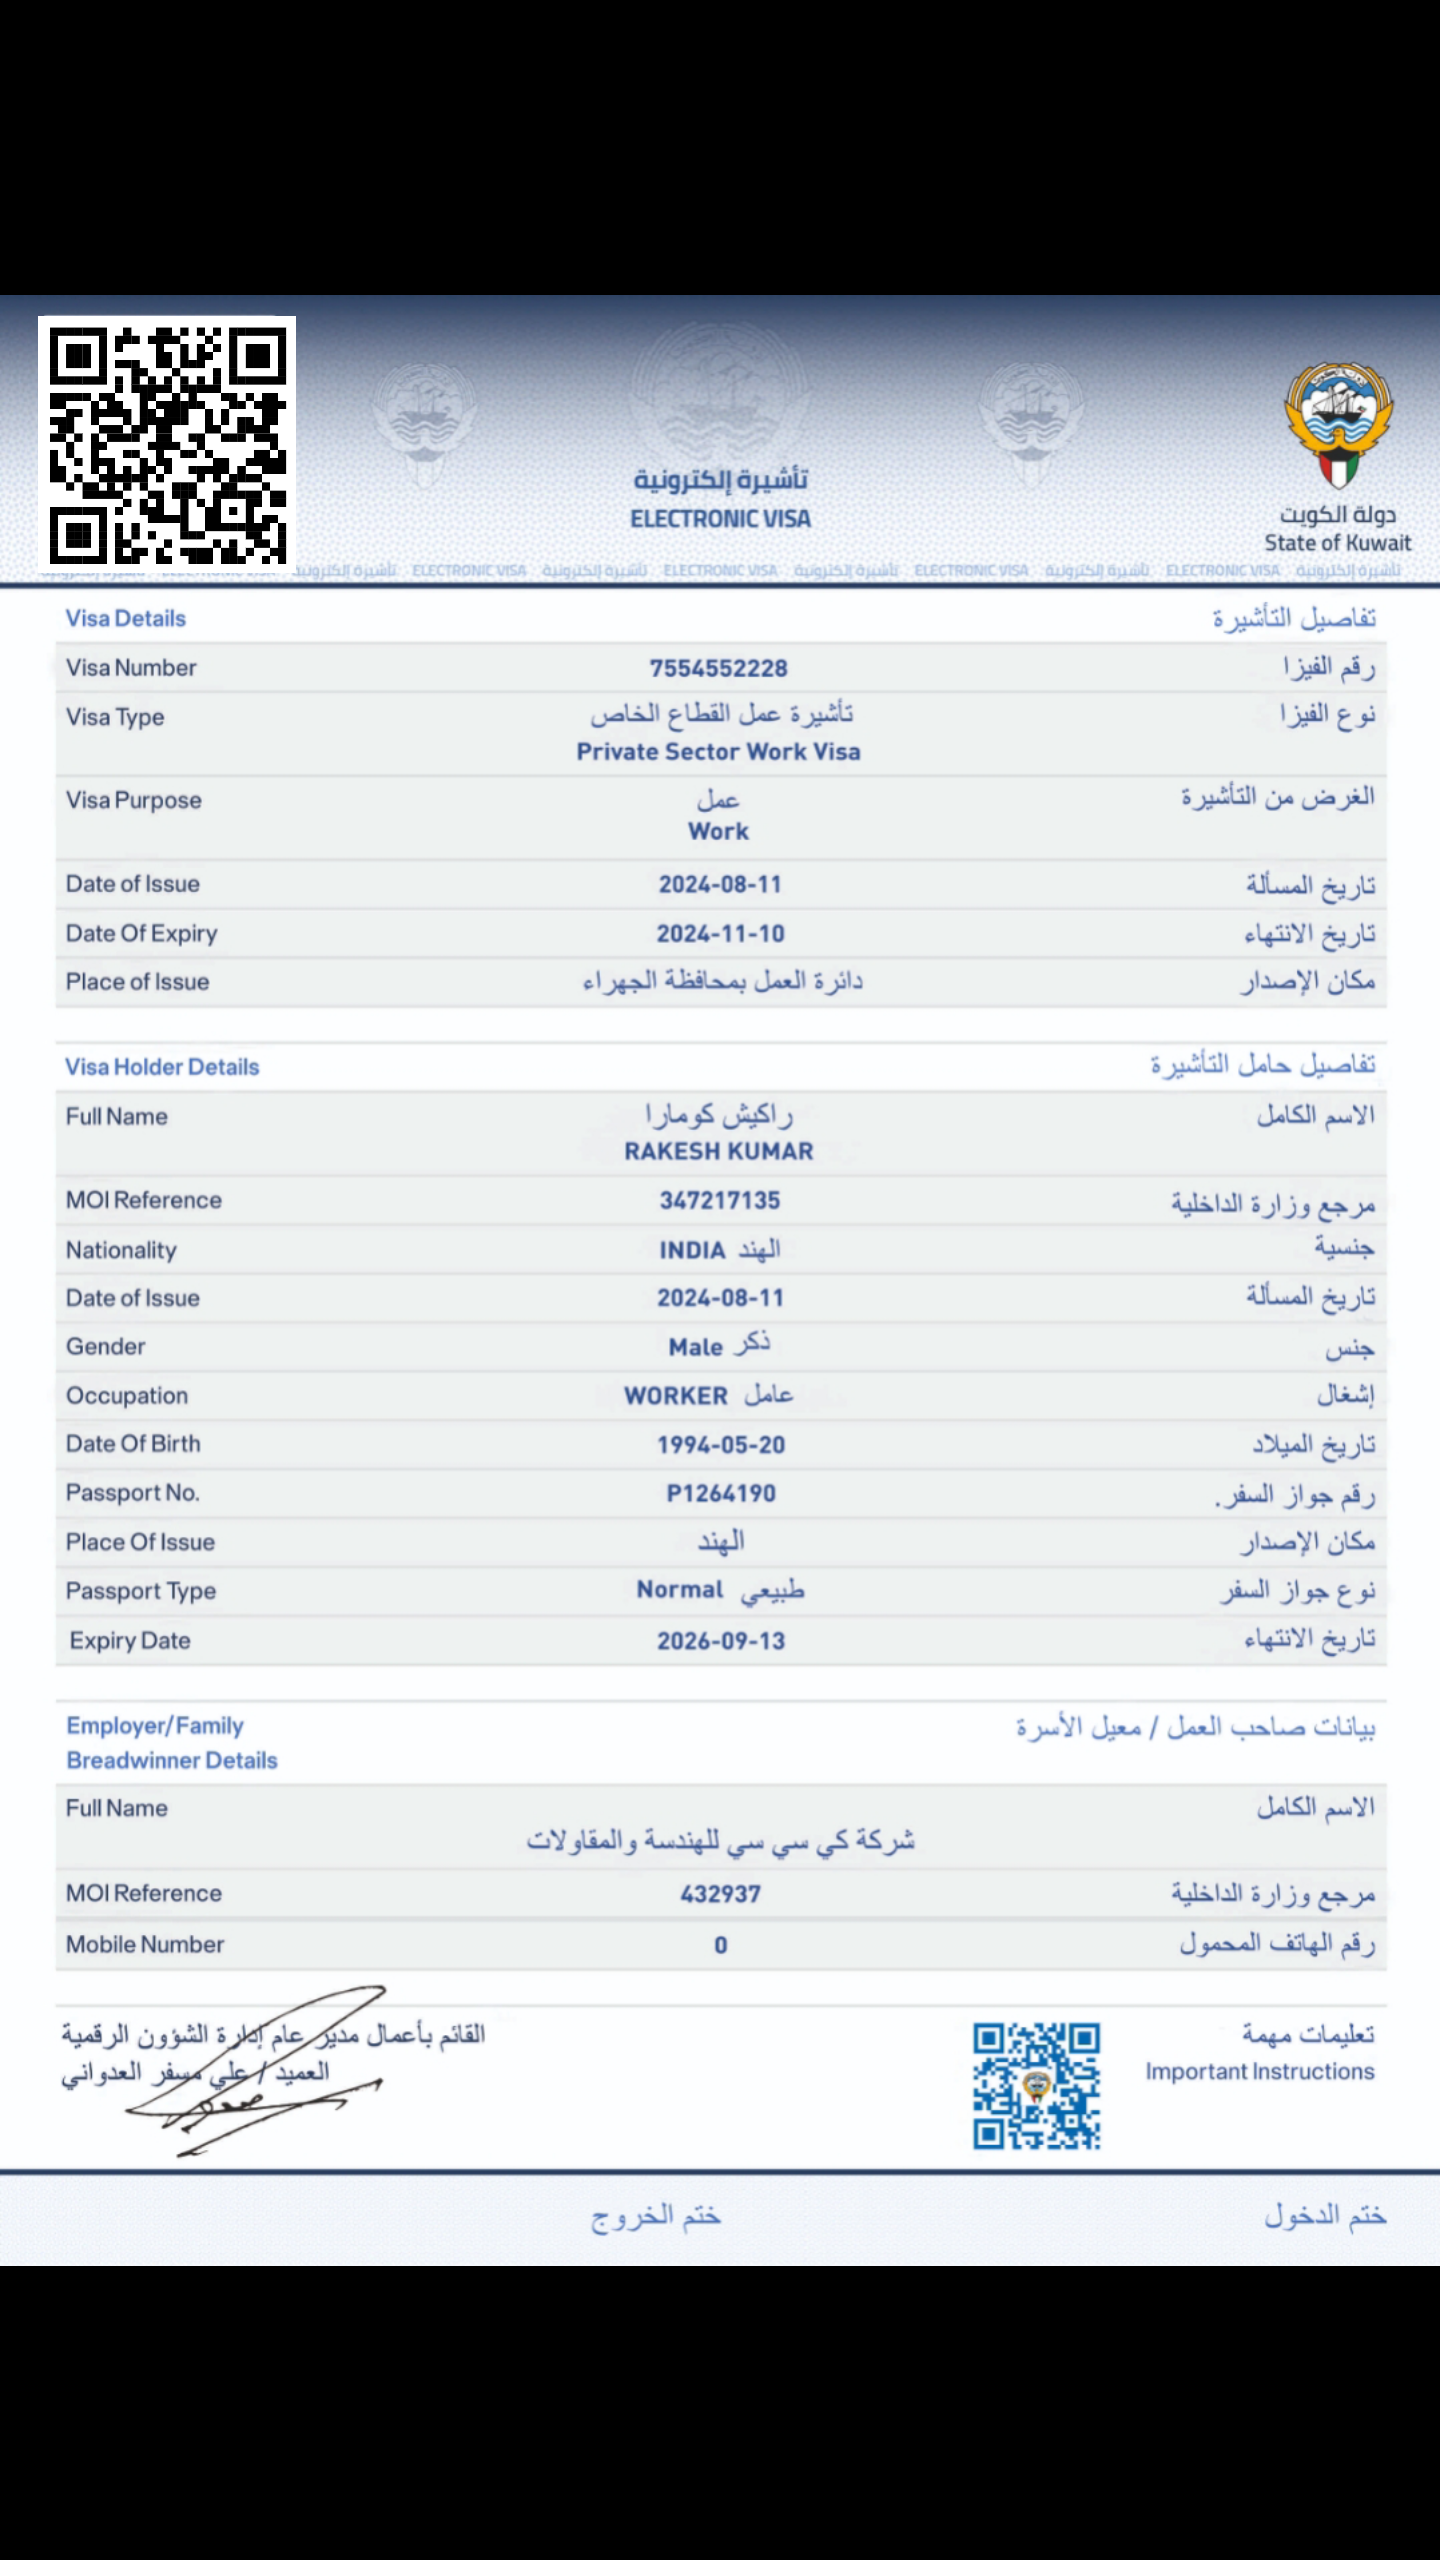 تأشيرة إلكترونية
ELECTRONIC VISA
دولة الكويت
State of Kuwait
تأشيرة إلكترونية ELECTRONIC VISA تأشيرة إلكترونية ELECTRONIC VISA تأشيرة إلكترونية ELECTRONIC VISA تأشيرة إلكترونية ELECTRONIC VISA تأشيرة إلكترونية
Visa Details تفاصيل التأشيرة
Visa Number 7554552228 رقم الفيزا
Visa Type تأشيرة عمل القطاع الخاص نوع الفيزا
Private Sector Work Visa
Visa Purpose عمل الغرض من التأشيرة
Work
Date of Issue 2024-08-11 تاريخ المسألة
Date Of Expiry 2024-11-10 تاريخ الانتهاء
Place of Issue دائرة العمل بمحافظة الجهراء مكان الإصدار
Visa Holder Details تفاصيل حامل التأشيرة
Full Name راكيش كومارا الاسم الكامل
RAKESH KUMAR
MOI Reference 347217135 مرجع وزارة الداخلية
Nationality INDIA الهند جنسية
Date of Issue 2024-08-11 تاريخ المسألة
Gender Male ذكر جنس
Occupation WORKER عامل إشغال
Date Of Birth 1994-05-20 تاريخ الميلاد
Passport No. P1264190 رقم جواز السفر.
Place Of Issue الهند مكان الإصدار
Passport Type Normal طبيعي نوع جواز السفر
Expiry Date 2026-09-13 تاريخ الانتهاء
Employer/Family بيانات صاحب العمل / معيل الأسرة
Breadwinner Details
Full Name الاسم الكامل
شركة كي سي سي للهندسة والمقاولات
MOI Reference 432937 مرجع وزارة الداخلية
Mobile Number 0 رقم الهاتف المحمول
القائم بأعمال مدير عام إدارة الشؤون الرقمية
العميد / علي مسفر العدواني
تعليمات مهمة
Important Instructions
ختم الدخول
ختم الخروج